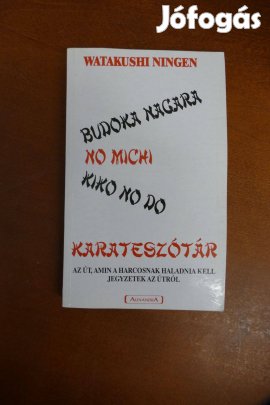 Jófogás
WATAKUSHI NINGEN
BUDOKA NAGARA
NO MICHI
KIKO NO DO
KARATESZÓTÁR
AZ ÚT, AMIN A HARCOSNAK HALADNIA KELL
JEGYZETEK AZ ÚTRÓL
ALEXANDRA